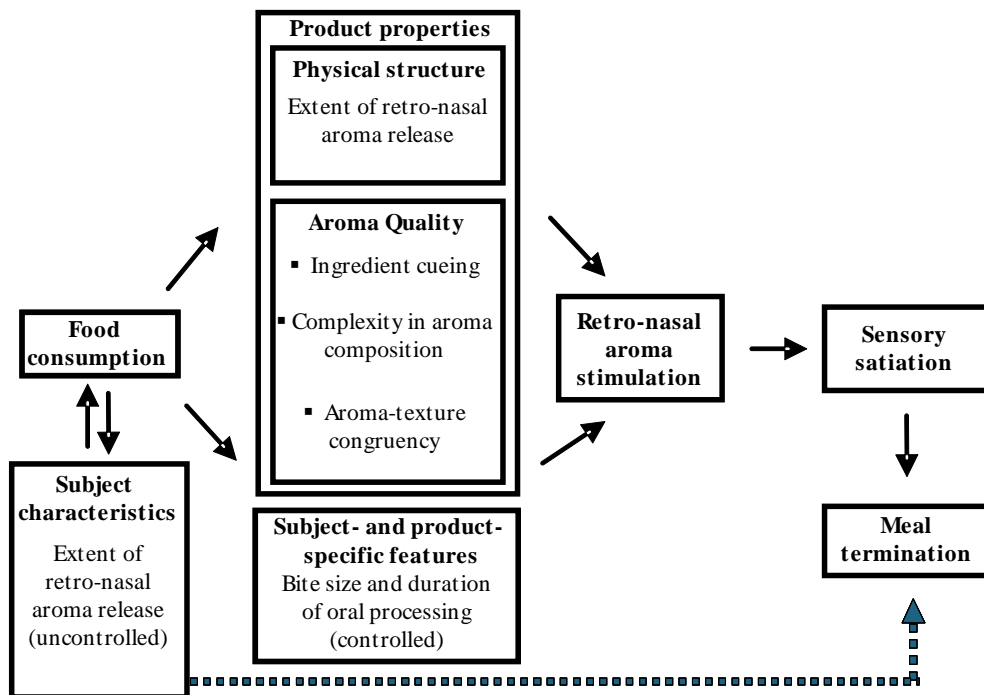 Product properties
Physical structure
Extent of retro-nasal
aroma release
Aroma Quality
▪ Ingredient cueing
▪ Complexity in aroma
composition
▪ Aroma-texture
congruency
Food
consumption
Subject
characteristics
Extent of
retro-nasal
aroma release
(uncontrolled)
Subject- and product-
specific features
Bite size and duration
of oral processing
(controlled)
Retro-nasal
aroma
stimulation
Sensory
satiation
Meal
termination